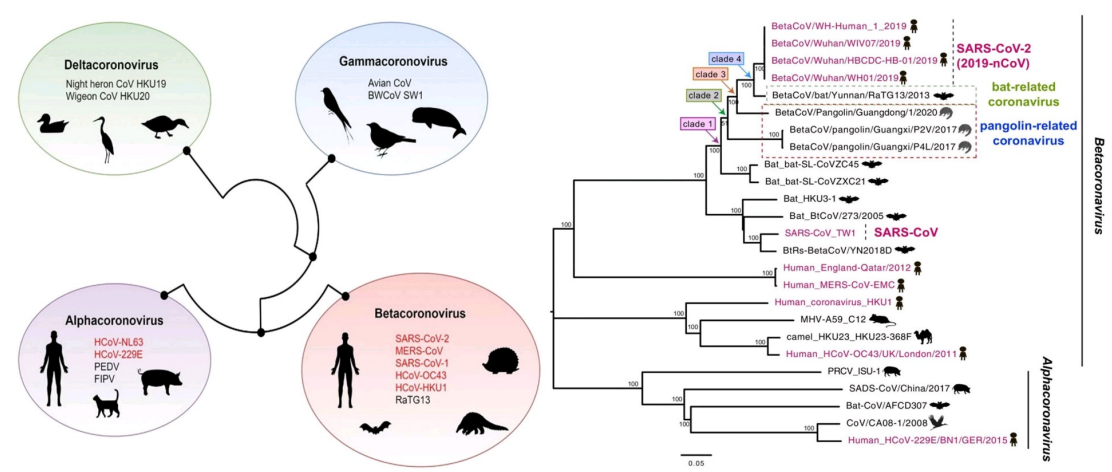 Deltacoronovirus
Night heron CoV HKU19
Wigeon CoV HKU20
Gammacoronovirus
Avian CoV
BWCoV SW1
Alphacoronovirus
HCoV-NL63
HCoV-229E
PEDV
FIPV
Betacoronovirus
SARS-CoV-2
MERS-CoV
SARS-CoV-1
HCoV-OC43
HCoV-HKU1
RaTG13
BetaCoV/WH-Human_1_2019
BetaCoV/Wuhan/WIV07/2019
BetaCoV/Wuhan/HBCDC-HB-01/2019
BetaCoV/Wuhan/WH01/2019
SARS-CoV-2
(2019-nCoV)
clade 4
100
clade 3
100
BetaCoV/bat/Yunnan/RaTG13/2013
bat-related
coronavirus
clade 2
100
BetaCoV/Pangolin/Guangdong/1/2020
BetaCoV/pangolin/Guangxi/P2V/2017
BetaCoV/pangolin/Guangxi/P4L/2017
pangolin-related
coronavirus
clade 1
100
100
Bat_bat-SL-CoVZC45
100
Bat_bat-SL-CoVZXC21
100
Bat_HKU3-1
100
Bat_BtCoV/273/2005
SARS-CoV_TW1
SARS-CoV
100
BtRs-BetaCoV/YN2018D
100
Human_England-Qatar/2012
100
Human_MERS-CoV-EMC
Human_coronavirus_HKU1
100
MHV-A59_C12
100
camel_HKU23_HKU23-368F
100
Human_HCoV-OC43/UK/London/2011
Betacoronovirus
PRCV_ISU-1
100
SADS-CoV/China/2017
100
Bat-CoV/AFCD307
100
CoV/CA08-1/2008
100
Human_HCoV-229E/BN1/GER/2015
Alphacoronovirus
0.05